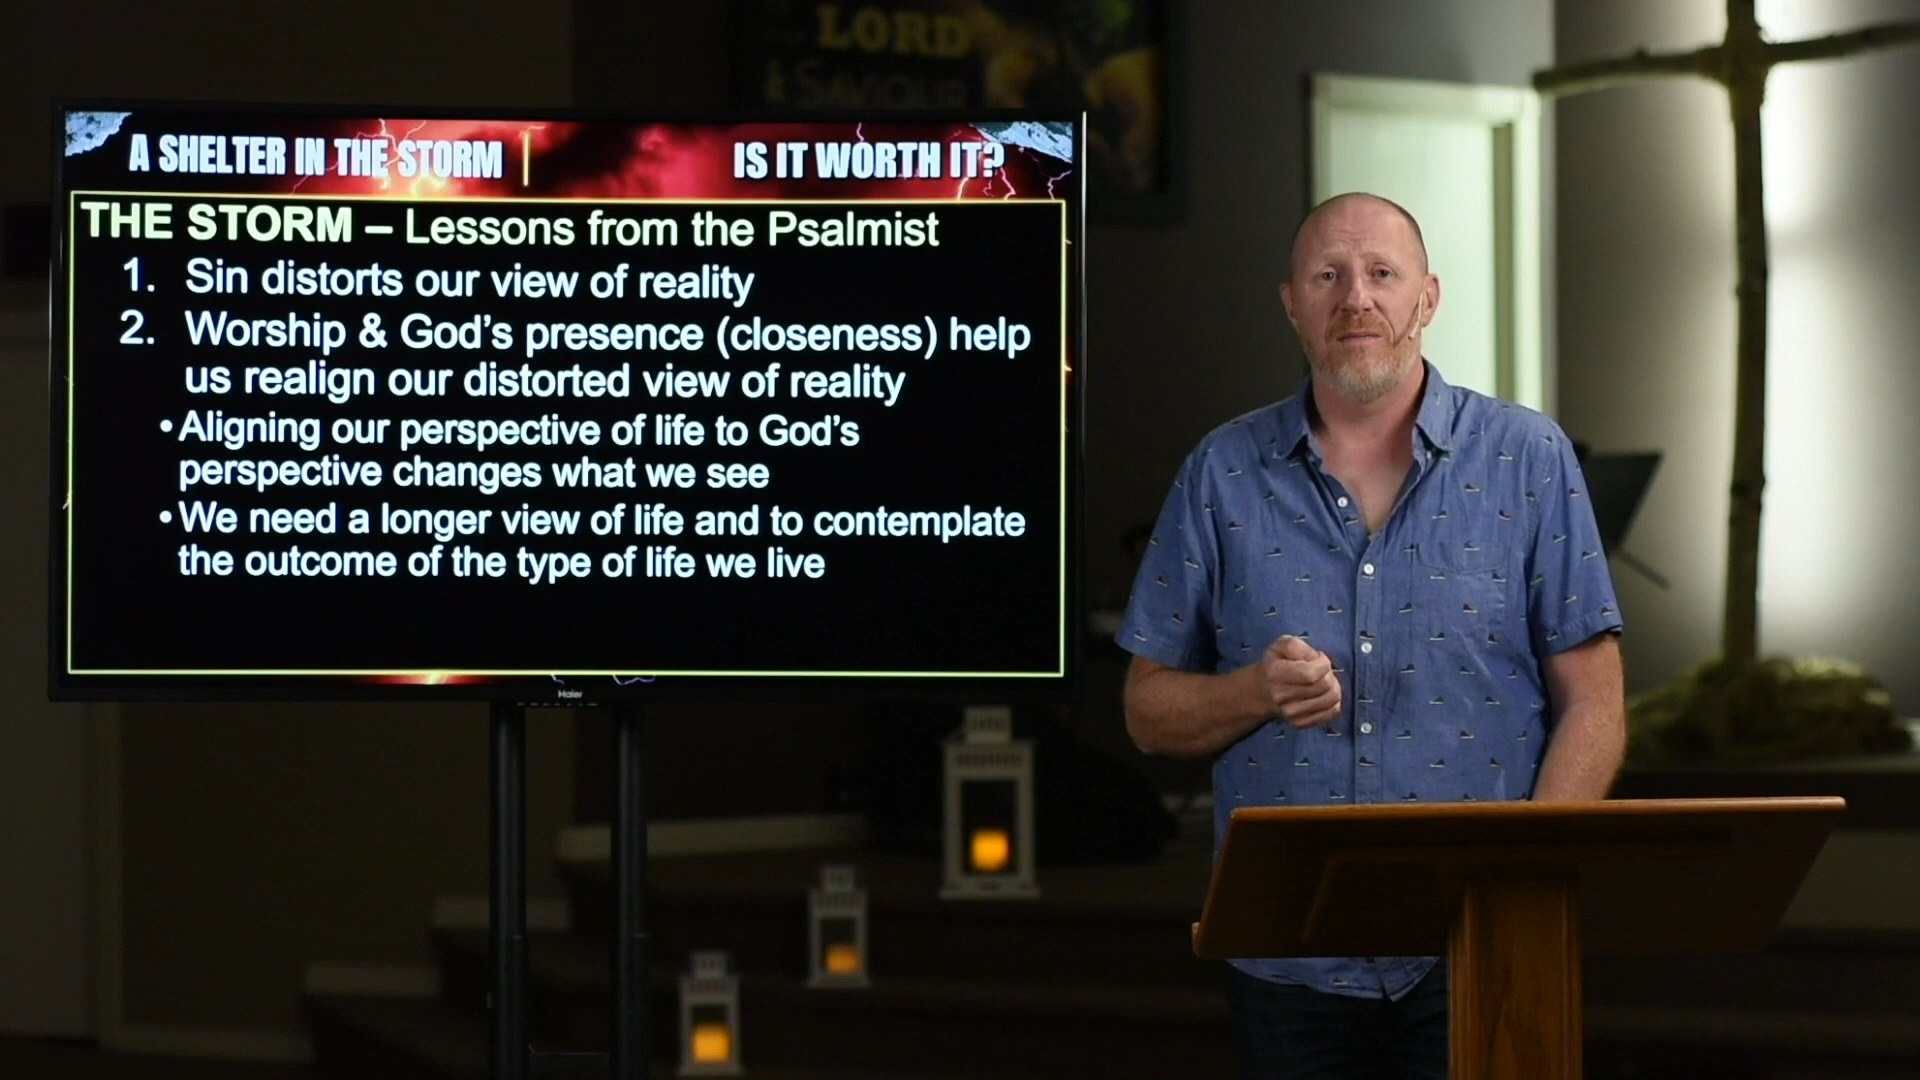 LORD
& SAVIOUR
A SHELTER IN THE STORM
IS IT WORTH IT?
THE STORM – Lessons from the Psalmist
1. Sin distorts our view of reality
2. Worship & God's presence (closeness) help
us realign our distorted view of reality
• Aligning our perspective of life to God's
perspective changes what we see
• We need a longer view of life and to contemplate
the outcome of the type of life we live
Haier